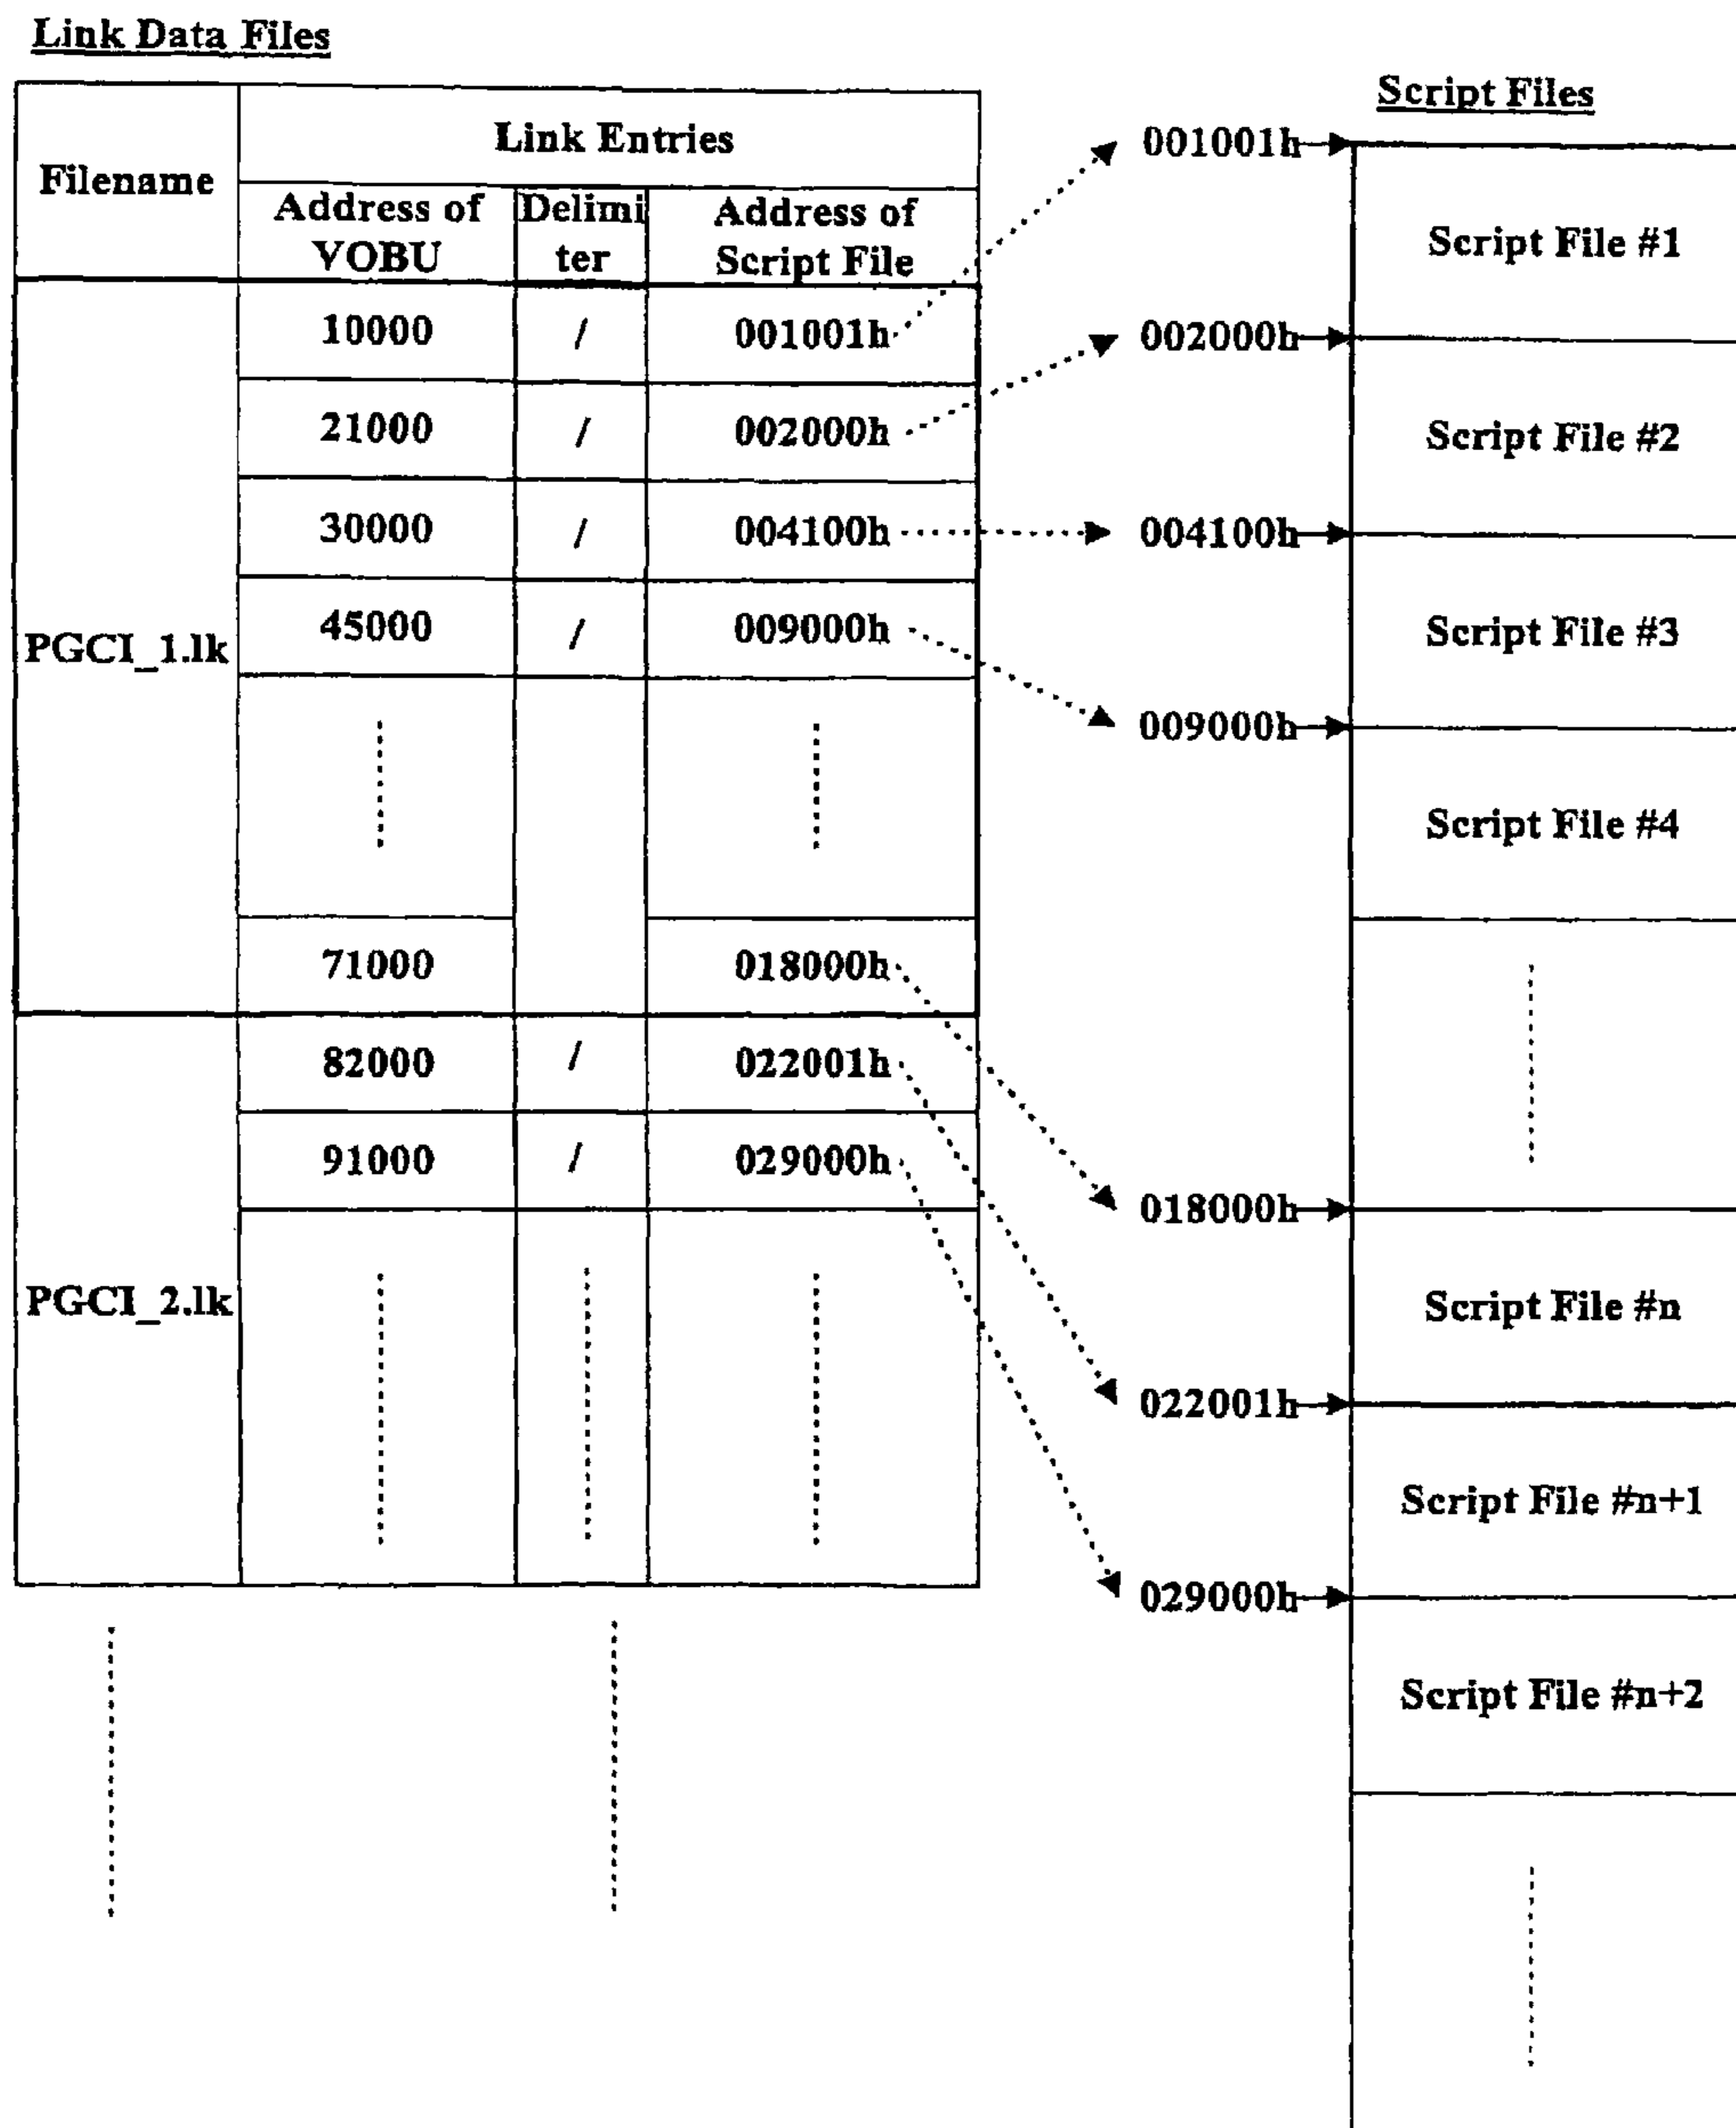 Link Data Files
Filename
Link Entries
Address of
VOBU
Delimi
ter
Address of
Script File
PGCI_1.lk
10000 / 001001h
21000 / 002000h
30000 / 004100h
45000 / 009000h
71000 018000h
PGCI_2.lk
82000 / 022001h
91000 / 029000h
Script Files
001001h
Script File #1
002000h
Script File #2
004100h
Script File #3
009000h
Script File #4
018000h
Script File #n
022001h
Script File #n+1
029000h
Script File #n+2